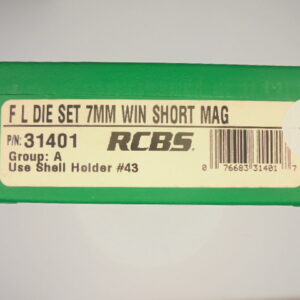 F L DIE SET 7MM WIN SHORT MAG
P/N: 31401 RCBS.
Group: A
Use Shell Holder #43
0 76683 31401 7